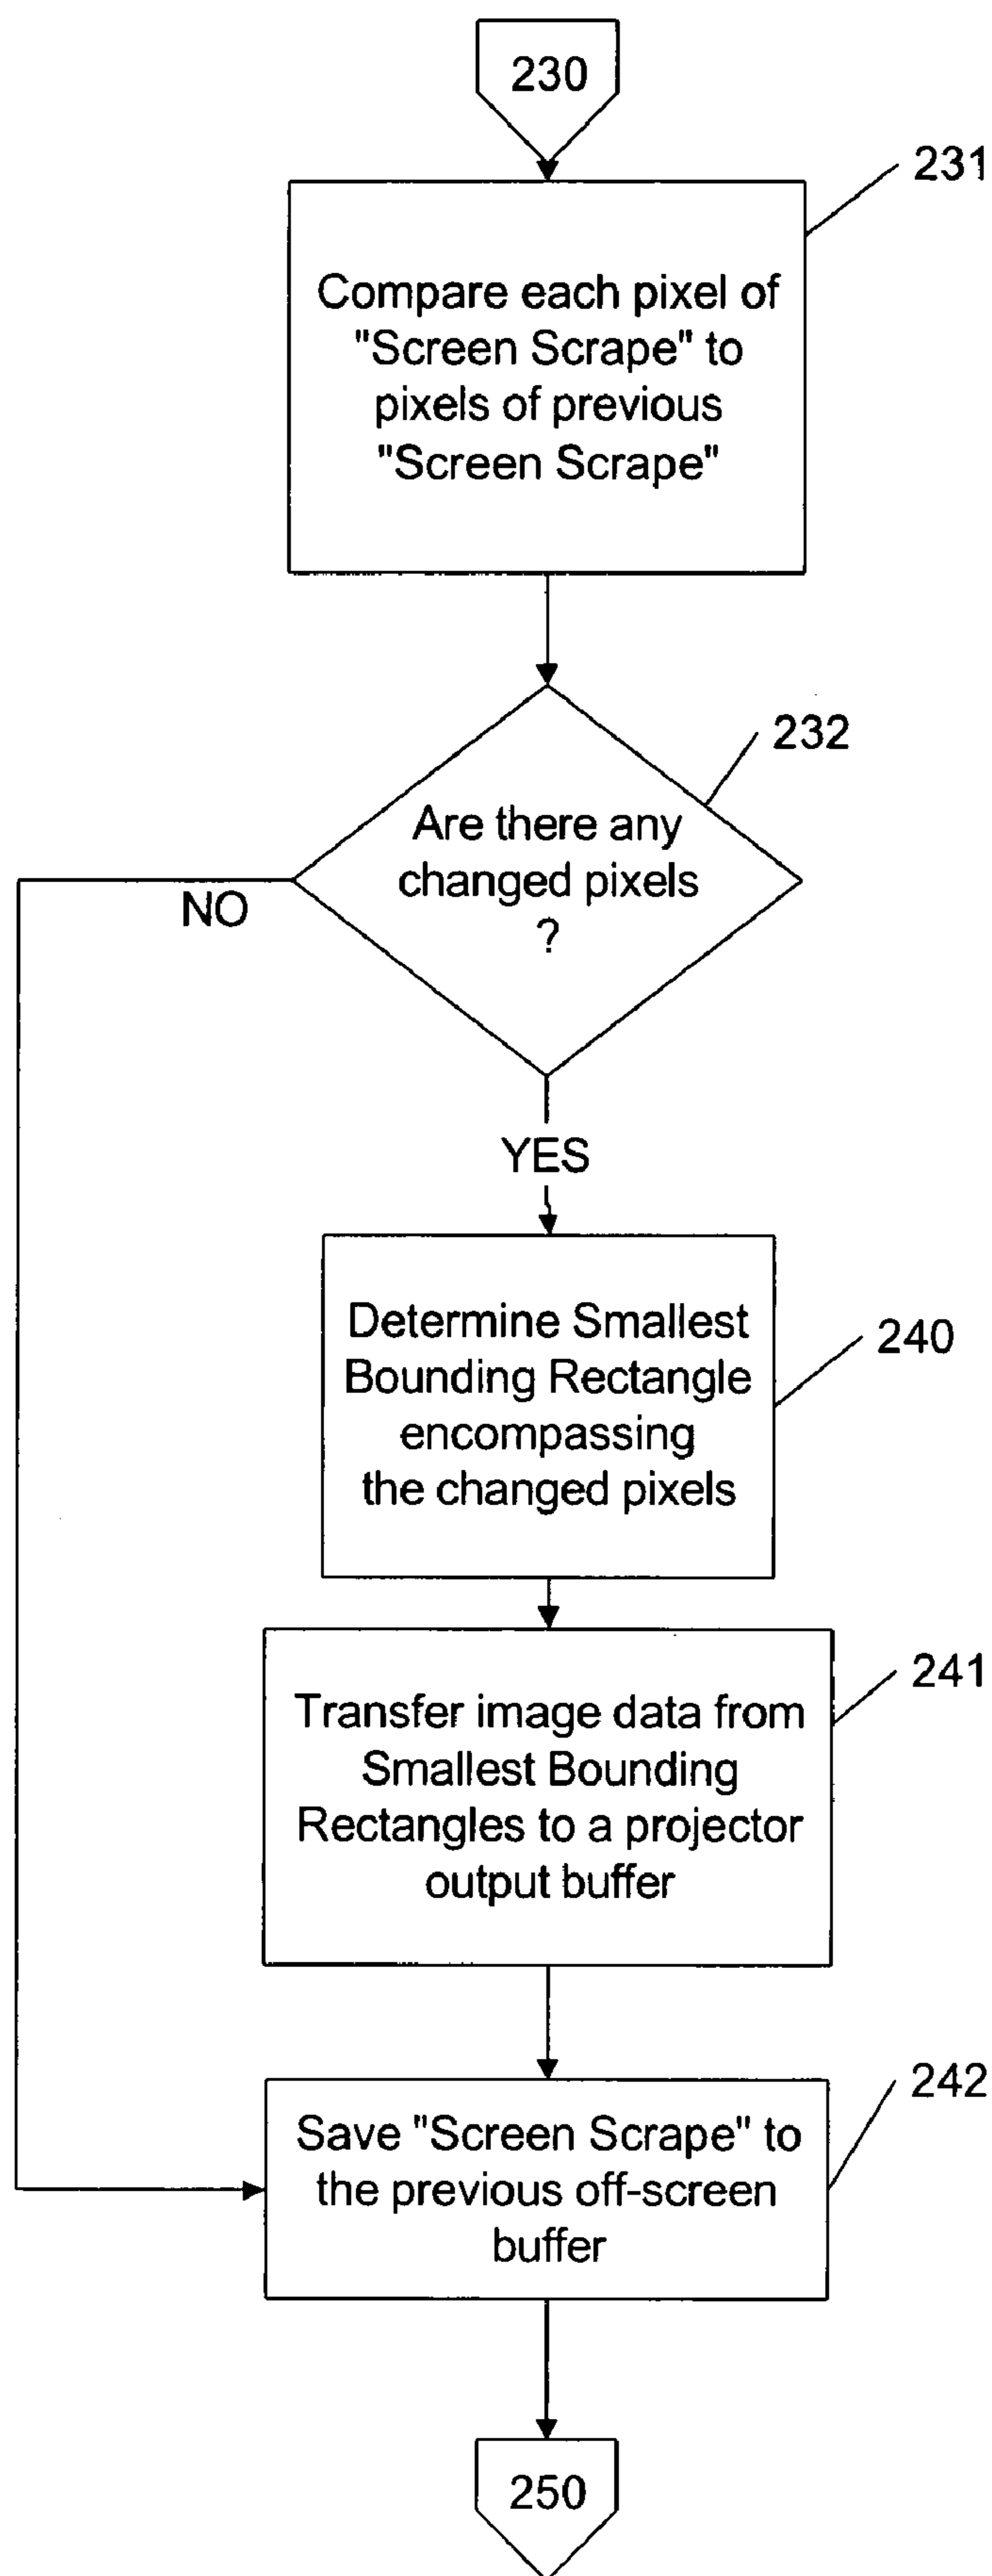 230
231
Compare each pixel of
"Screen Scrape" to
pixels of previous
"Screen Scrape"
232
Are there any
changed pixels
?
NO
YES
240
Determine Smallest
Bounding Rectangle
encompassing
the changed pixels
241
Transfer image data from
Smallest Bounding
Rectangles to a projector
output buffer
242
Save "Screen Scrape" to
the previous off-screen
buffer
250